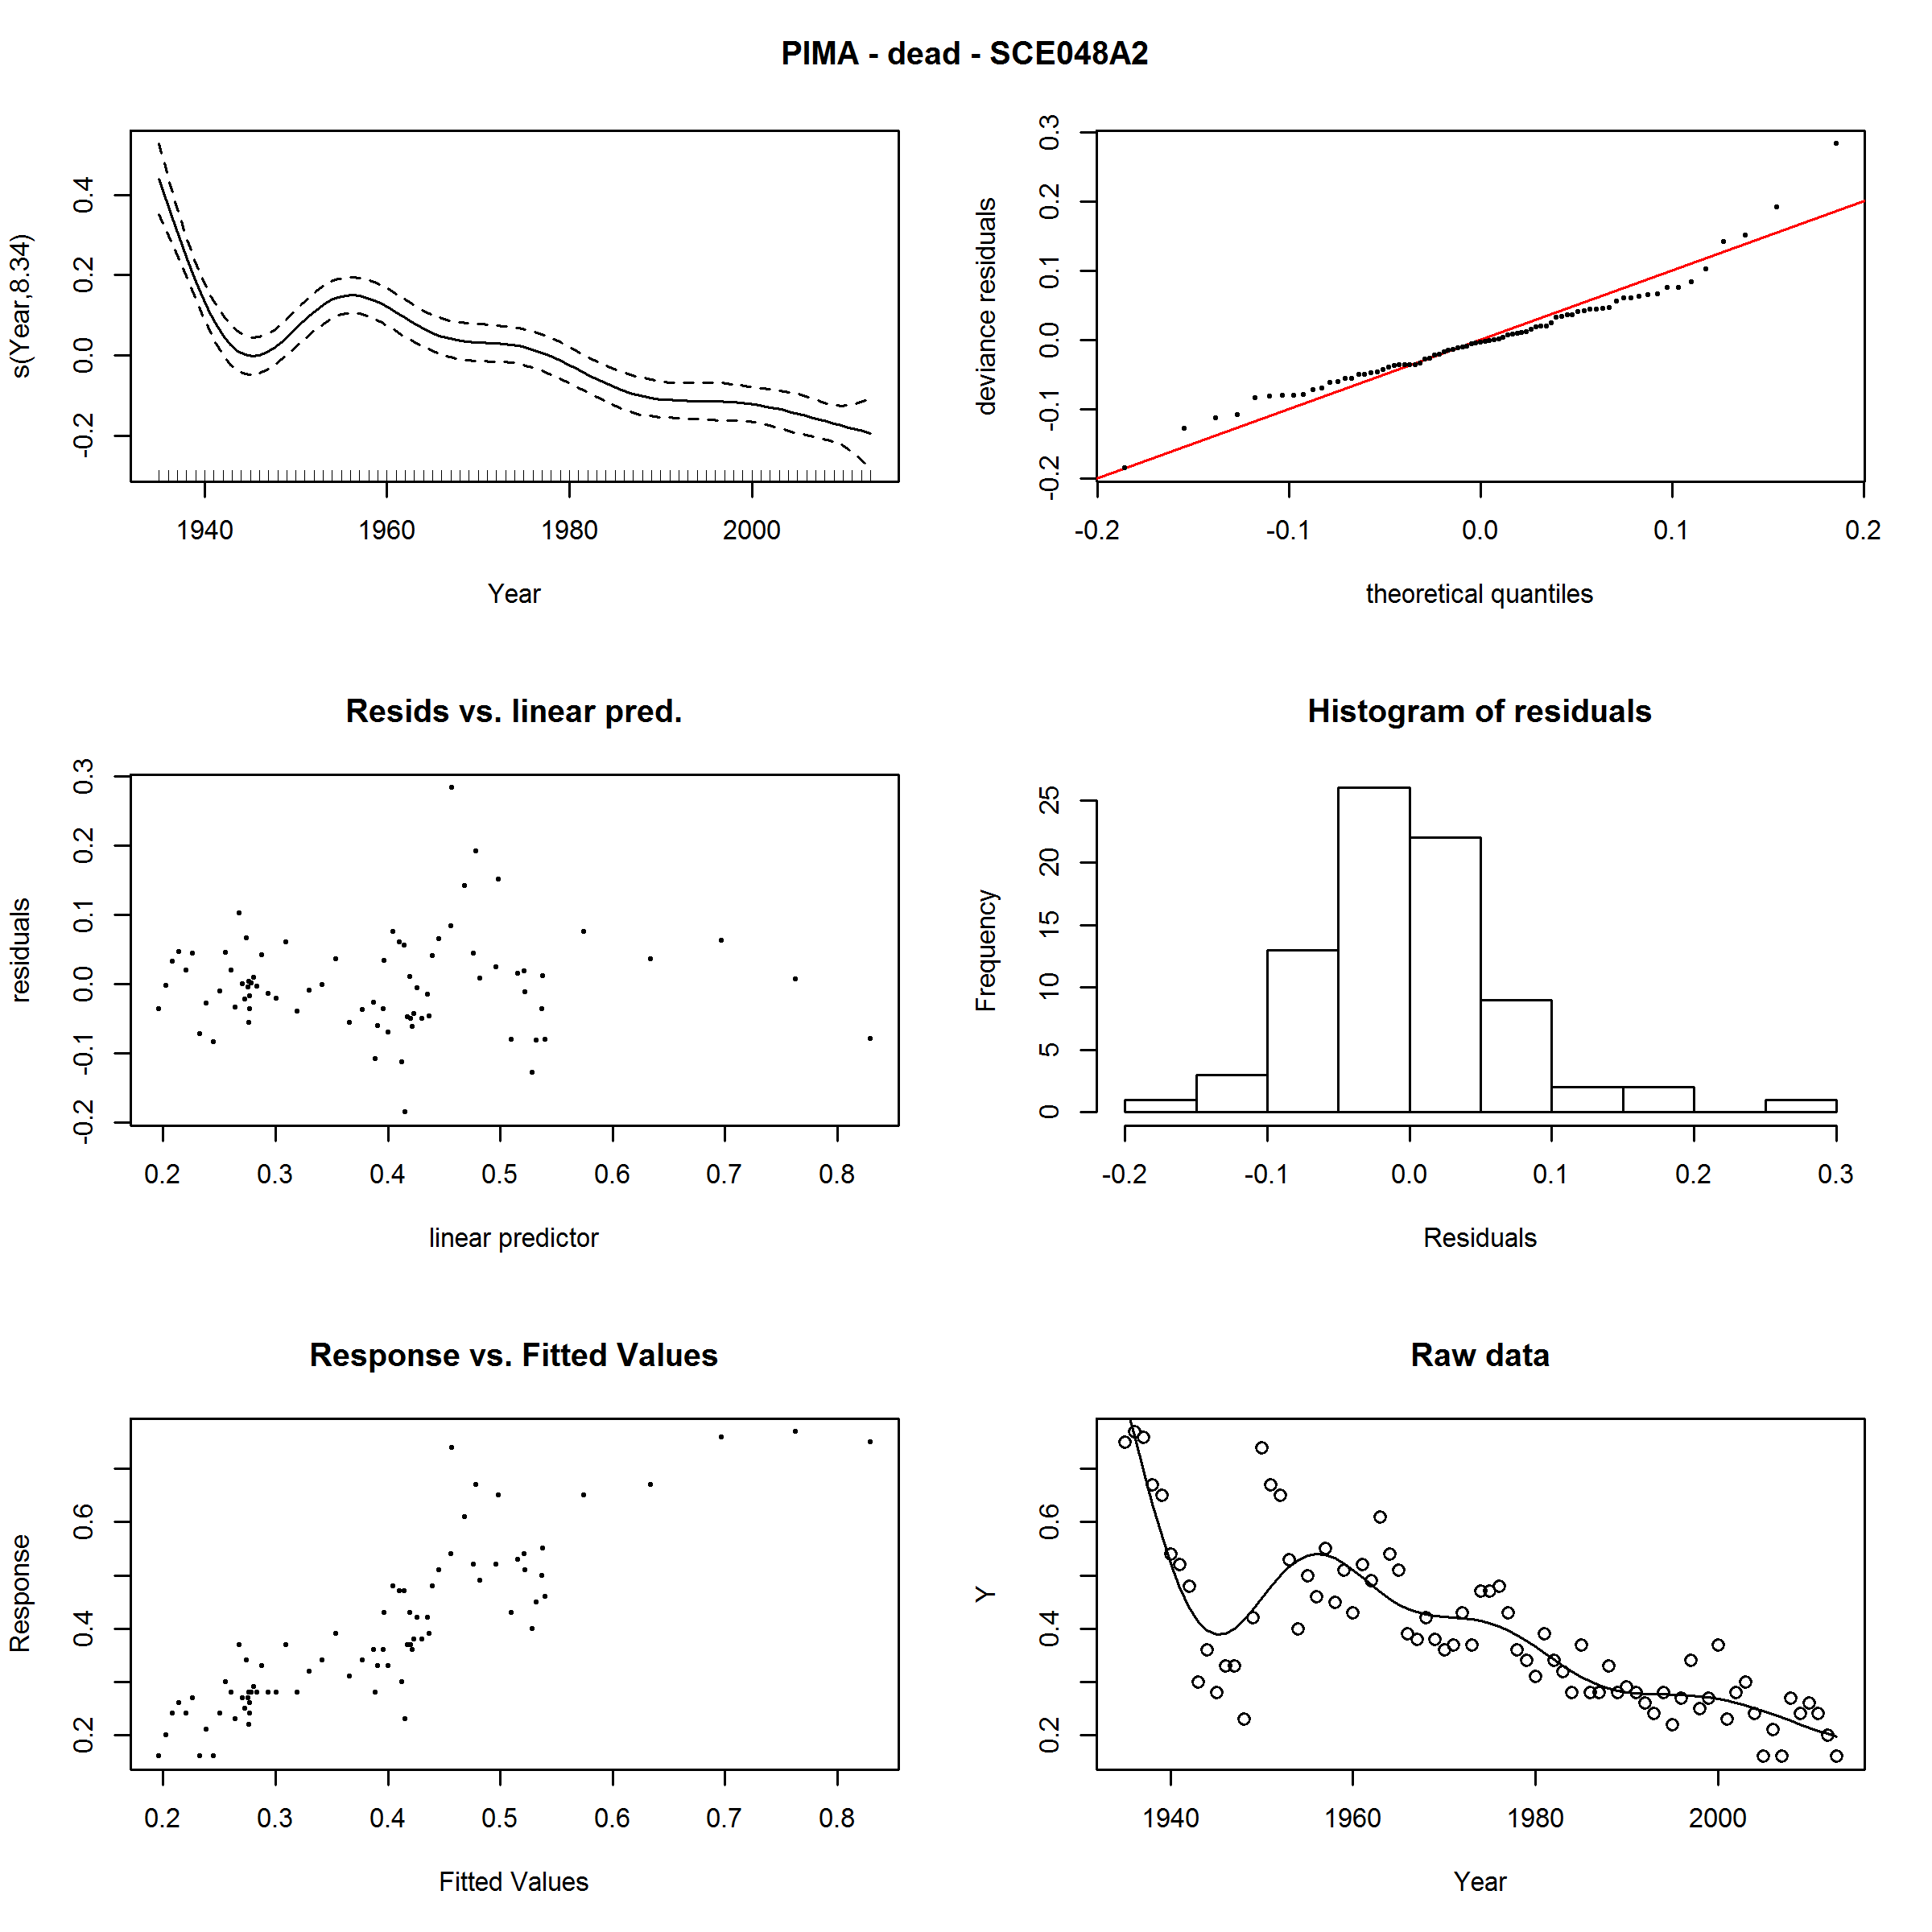 PIMA - dead - SCE048A2
s(Year,8.34)
-0.2 0.0 0.2 0.4
1940 1960 1980 2000
Year
deviance residuals
-0.2 -0.1 0.0 0.1 0.2 0.3
-0.2 -0.1 0.0 0.1 0.2
theoretical quantiles
Resids vs. linear pred.
residuals
-0.2 -0.1 0.0 0.1 0.2 0.3
0.2 0.3 0.4 0.5 0.6 0.7 0.8
linear predictor
Histogram of residuals
Frequency
0 5 10 15 20 25
-0.2 -0.1 0.0 0.1 0.2 0.3
Residuals
Response vs. Fitted Values
Response
0.2 0.4 0.6
0.2 0.3 0.4 0.5 0.6 0.7 0.8
Fitted Values
Raw data
Y
0.2 0.4 0.6
1940 1960 1980 2000
Year